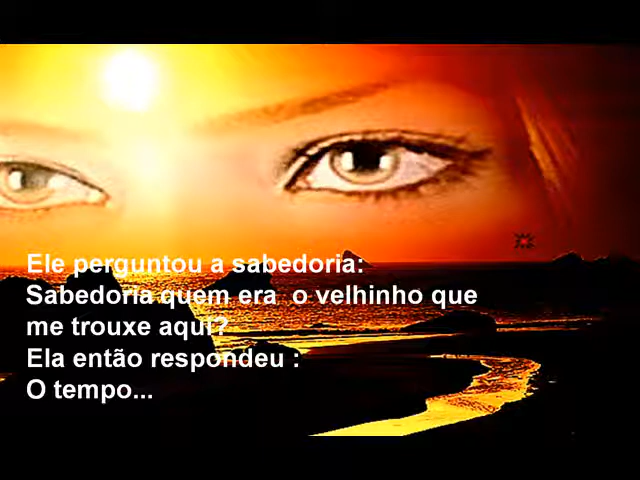 Ele perguntou a sabedoria:
Sabedoria quem era  o velhinho que
me trouxe aqui?
Ela então respondeu :
O tempo...